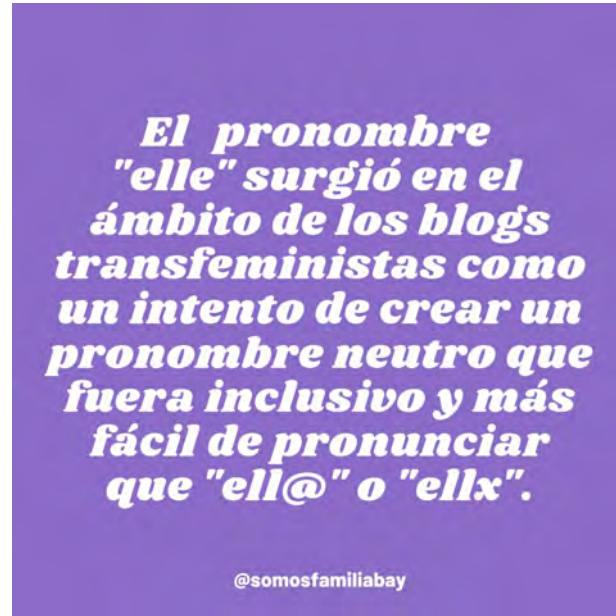 El pronombre
"elle" surgió en el
ámbito de los blogs
transfeministas como
un intento de crear un
pronombre neutro que
fuera inclusivo y más
fácil de pronunciar
que "ell@" o "ellx".
@somosfamiliabay